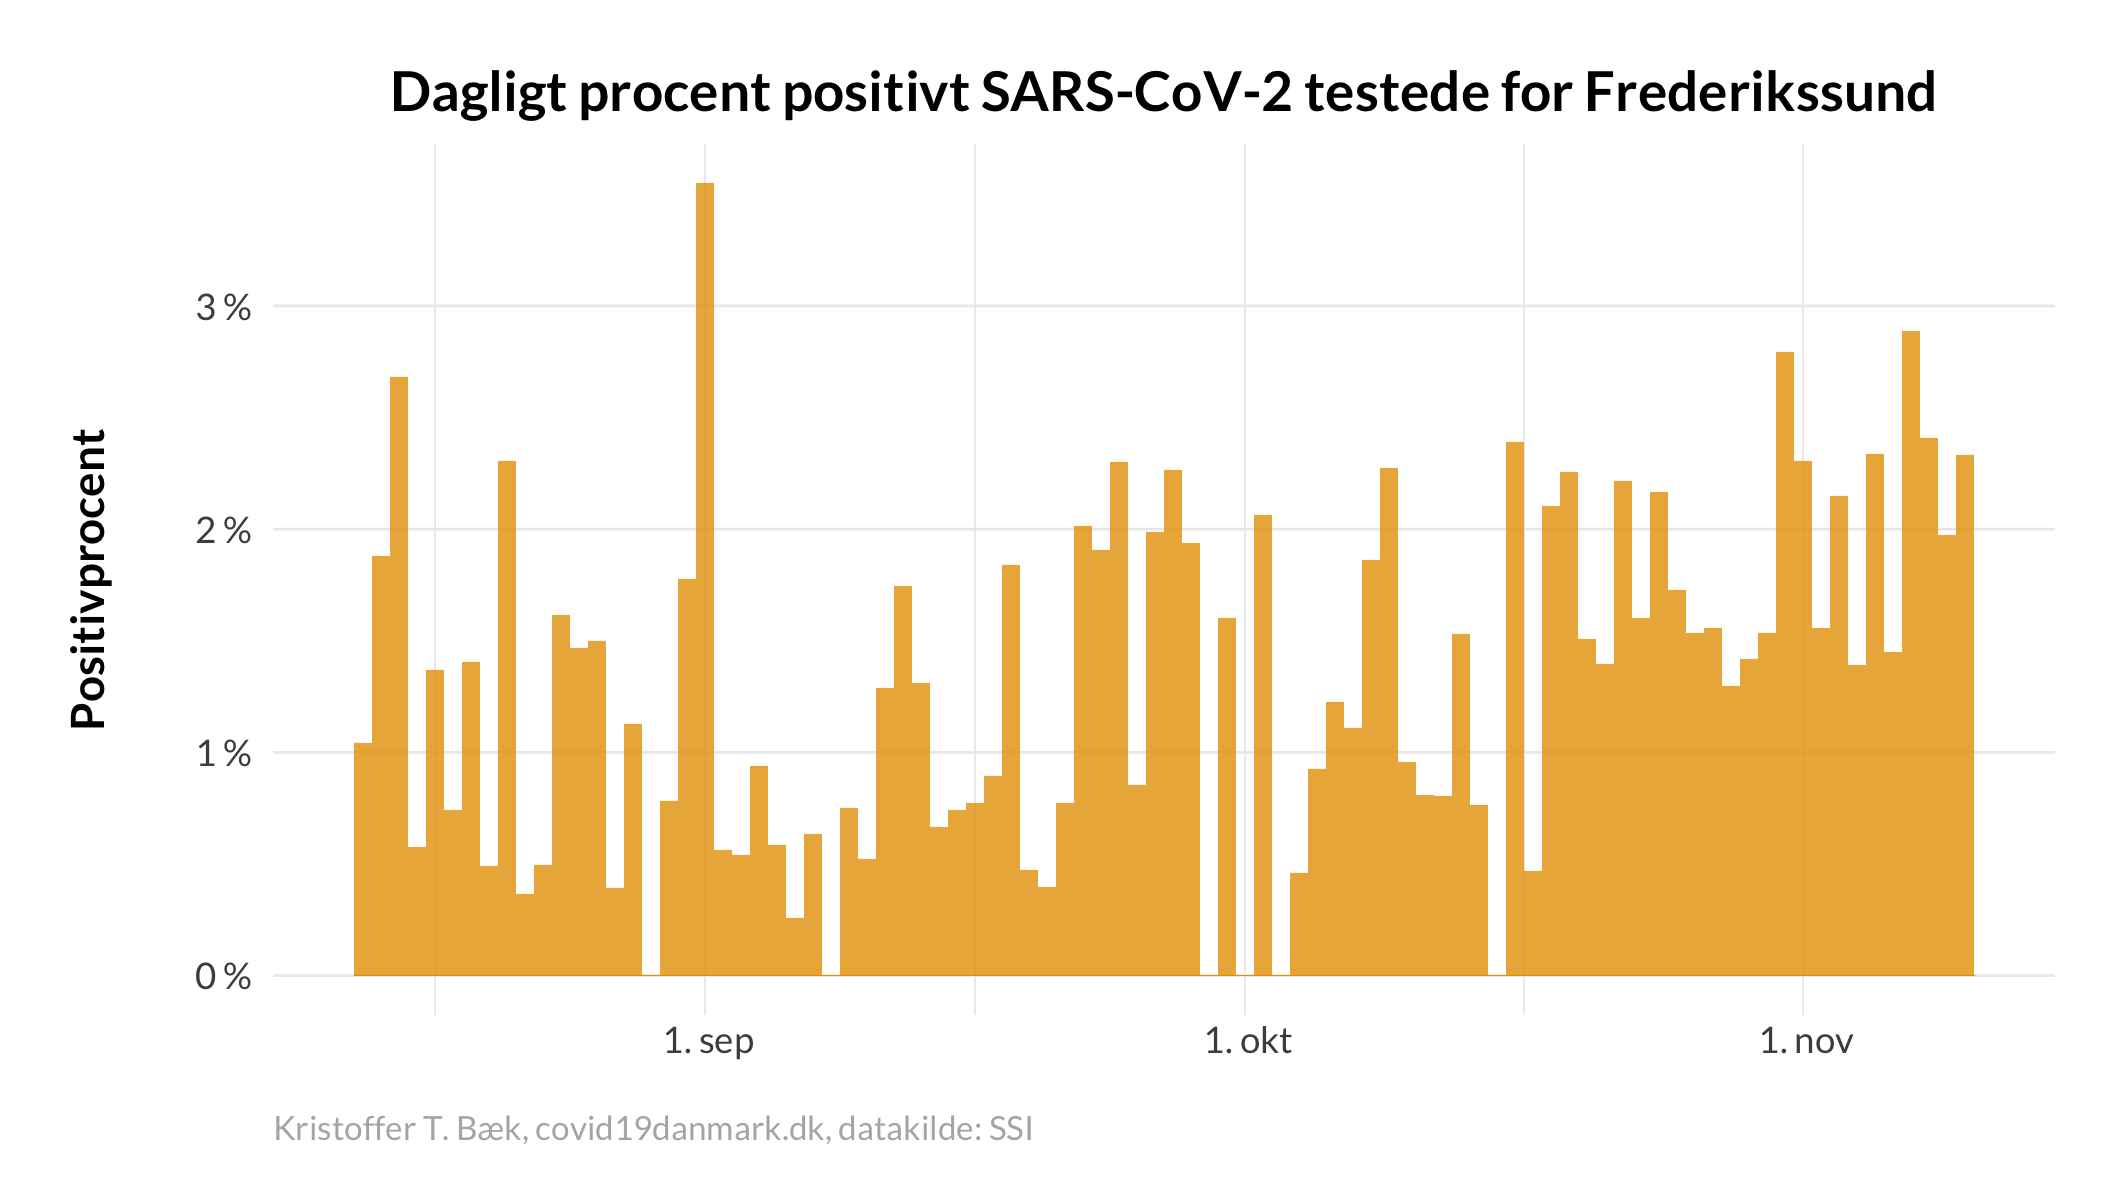 Dagligt procent positivt SARS-CoV-2 testede for Frederikssund
Positivprocent
3 %
2 %
1 %
0 %
1. sep
1. okt
1. nov
Kristoffer T. Bæk, covid19danmark.dk, datakilde: SSI